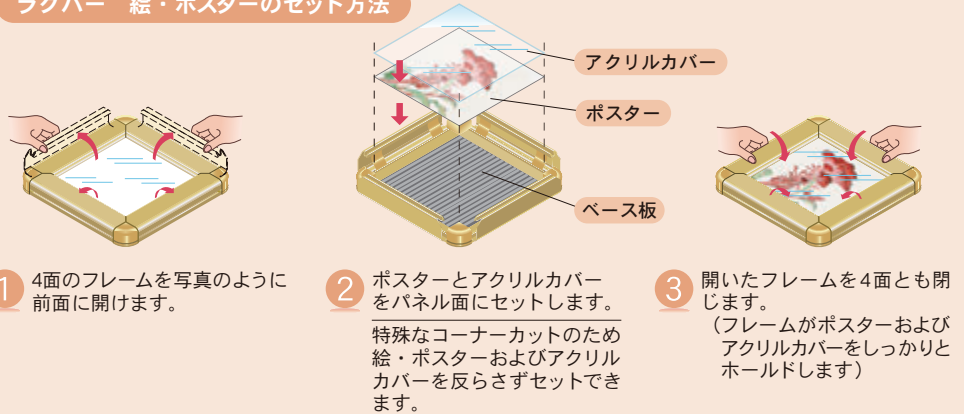 ラクパー 絵・ポスターのセット方法
アクリルカバー
ポスター
ベース板
1 4面のフレームを写真のように
前面に開けます。
2 ポスターとアクリルカバー
をパネル面にセットします。
特殊なコーナーカットのため
絵・ポスターおよびアクリル
カバーを反らさずセットでき
ます。
3 開いたフレームを4面とも閉
じます。
(フレームがポスターおよび
アクリルカバーをしっかりと
ホールドします)